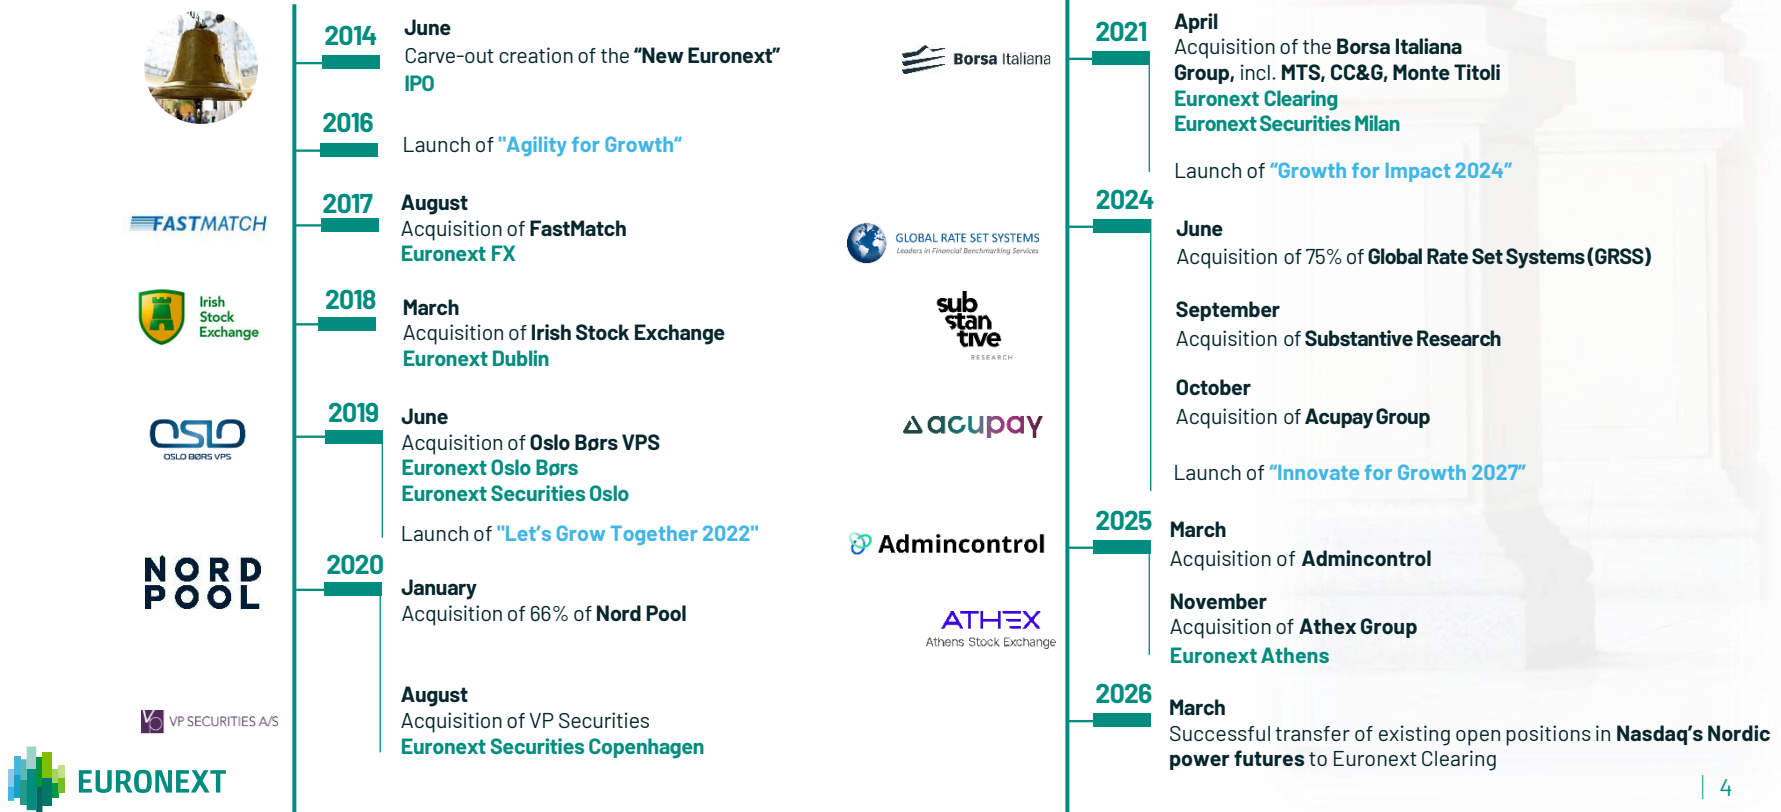 2014
June
Carve-out creation of the “New Euronext”
IPO
2016
Launch of "Agility for Growth“
FASTMATCH
2017
August
Acquisition of FastMatch
Euronext FX
Irish
Stock
Exchange
2018
March
Acquisition of Irish Stock Exchange
Euronext Dublin
OSLO
OSLO BØRS VPS
2019
June
Acquisition of Oslo Børs VPS
Euronext Oslo Børs
Euronext Securities Oslo
Launch of "Let’s Grow Together 2022"
NORD
POOL
2020
January
Acquisition of 66% of Nord Pool
VP SECURITIES A/S
August
Acquisition of VP Securities
Euronext Securities Copenhagen
EURONEXT
Borsa Italiana
2021
April
Acquisition of the Borsa Italiana
Group, incl. MTS, CC&G, Monte Titoli
Euronext Clearing
Euronext Securities Milan
Launch of “Growth for Impact 2024”
2024
GLOBAL RATE SET SYSTEMS
Leaders in Financial Benchmarking Services
June
Acquisition of 75% of Global Rate Set Systems (GRSS)
sub
stan
tive
RESEARCH
September
Acquisition of Substantive Research
acupay
October
Acquisition of Acupay Group
Launch of “Innovate for Growth 2027”
2025
Admincontrol
March
Acquisition of Admincontrol
ATHEX
Athens Stock Exchange
November
Acquisition of Athex Group
Euronext Athens
2026
March
Successful transfer of existing open positions in Nasdaq’s Nordic
power futures to Euronext Clearing
4